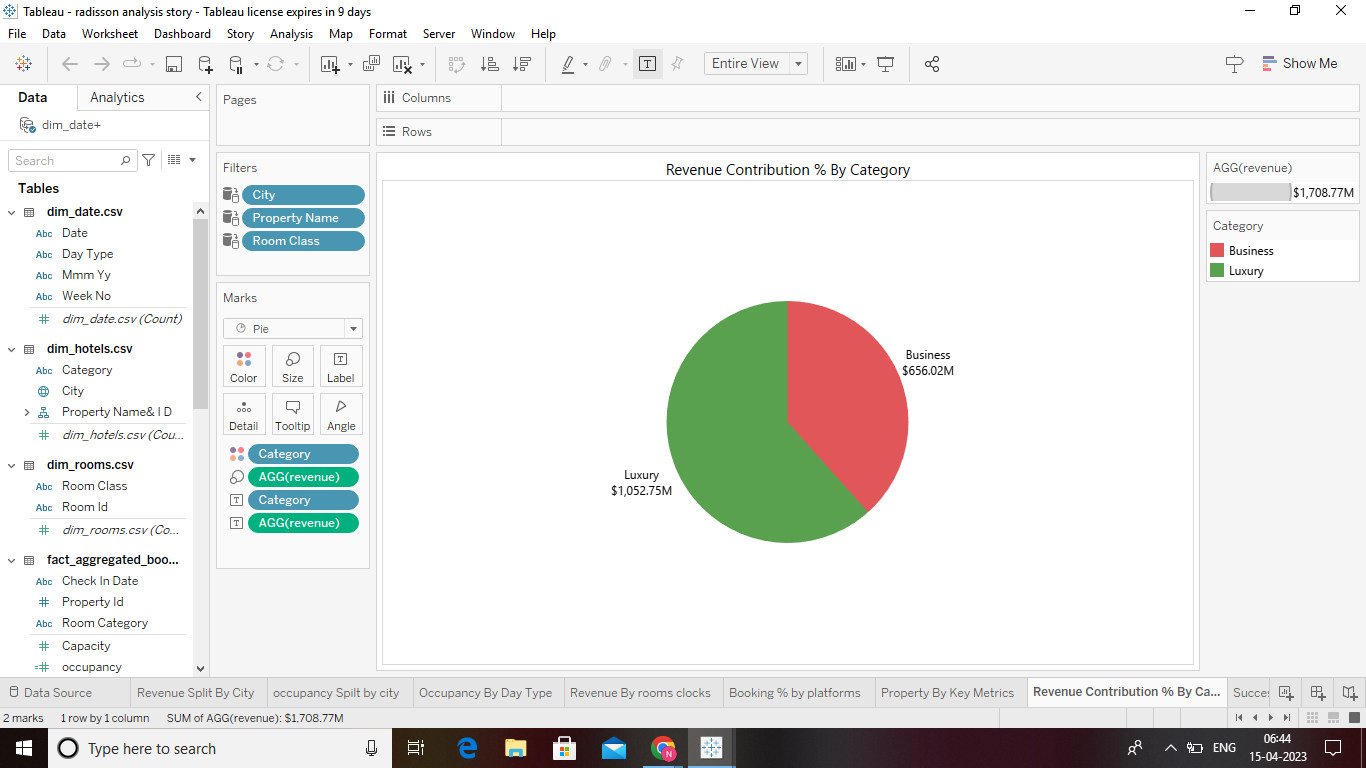 Tableau - radisson analysis story - Tableau license expires in 9 days
File Data Worksheet Dashboard Story Analysis Map Format Server Window Help
Entire View
Show Me
Data Analytics
dim_date+
Search
Tables
dim_date.csv
Abc Date
Abc Day Type
Abc Mmm Yy
Abc Week No
# dim_date.csv (Count)
dim_hotels.csv
Abc Category
City
Property Name& I D
# dim_hotels.csv (Cou...
dim_rooms.csv
Abc Room Class
Abc Room Id
# dim_rooms.csv (Co...
fact_aggregated_boo...
Abc Check In Date
# Property Id
Abc Room Category
# Capacity
=# occupancy
Pages
Filters
City
Property Name
Room Class
Marks
Pie
Color Size Label
Detail Tooltip Angle
Category
AGG(revenue)
T Category
T AGG(revenue)
Columns
Rows
Revenue Contribution % By Category
Business
$656.02M
Luxury
$1,052.75M
AGG(revenue)
$1,708.77M
Category
Business
Luxury
Data Source Revenue Split By City occupancy Spilt by city Occupancy By Day Type Revenue By rooms clocks Booking % by platforms Property By Key Metrics Revenue Contribution % By Ca... Succes
2 marks 1 row by 1 column SUM of AGG(revenue): $1,708.77M
Type here to search
N
ENG
06:44
15-04-2023